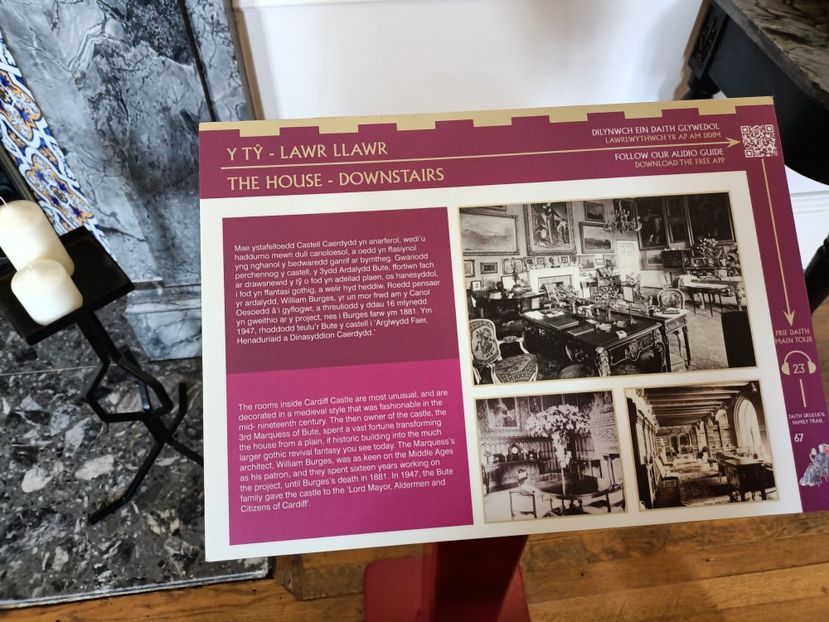 Y TŶ - LAWR LLAWR
THE HOUSE - DOWNSTAIRS
DILYNWCH EIN DAITH GLYWEDOL
LAWRLWYTHWCH YR AP AM DDIM
FOLLOW OUR AUDIO GUIDE
DOWNLOAD THE FREE APP
Mae ystafelloedd Castell Caerdydd yn anarferol, wedi'u
haddurno mewn dull canoloesol, a oedd yn ffasiynol
yng nghanol y bedwaredd ganrif ar bymtheg. Gwariodd
perchennog y castell, y 3ydd Ardalydd Bute, ffortiwn fach
ar drawsnewid y tŷ o fod yn adeilad plaen, os hanesyddol,
i fod yn ffantasi gothig, a welir hyd heddiw. Roedd pensaer
yr ardalydd, William Burges, yr un mor frwd am y Canol
Oesoedd â'i gyflogwr, a threuliodd y ddau 16 mlynedd
yn gweithio ar y project, nes i Burges farw ym 1881. Ym
1947, rhoddodd teulu'r Bute y castell i 'Arglwydd Faer,
Henaduriaid a Dinasyddion Caerdydd.'
The rooms inside Cardiff Castle are most unusual, and are
decorated in a medieval style that was fashionable in the
mid- nineteenth century. The then owner of the castle, the
3rd Marquess of Bute, spent a vast fortune transforming
the house from a plain, if historic building into the much
larger gothic revival fantasy you see today. The Marquess's
architect, William Burges, was as keen on the Middle Ages
as his patron, and they spent sixteen years working on
the project, until Burges's death in 1881. In 1947, the Bute
family gave the castle to the 'Lord Mayor, Aldermen and
Citizens of Cardiff'.
PRIF DAITH
MAIN TOUR
23
TAITH DEULUOL
FAMILY TRAIL
67